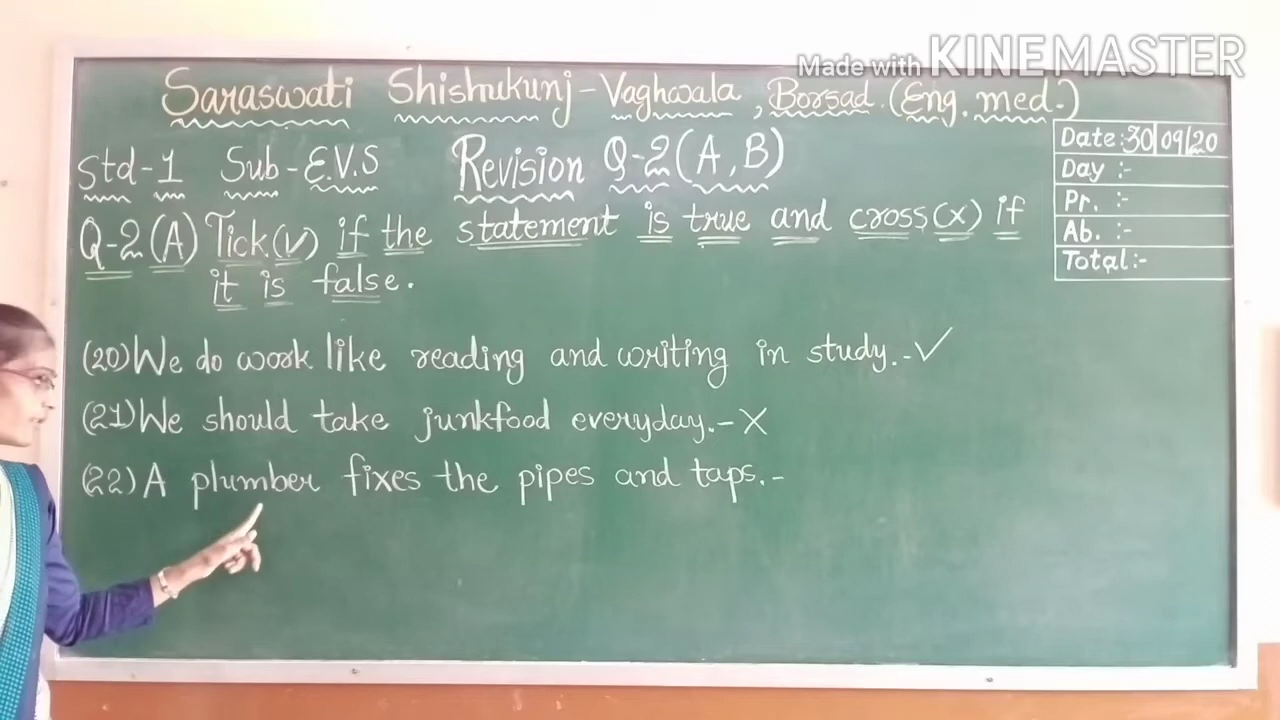 Made with KINEMASTER
Saraswati Shishukunj-Vaghwala, Borsad. (Eng. med.)
Date:30|09|20
Day :-
Pr. :-
Ab. :-
Total:-
Std-1 Sub-E.V.S Revision Q-2(A,B)
Q-2(A) Tick(✓) if the statement is true and cross(x) if
it is false.
(20)We do work like reading and writing in study.-✓
(21)We should take junkfood everyday.-X
(22)A plumber fixes the pipes and taps.-